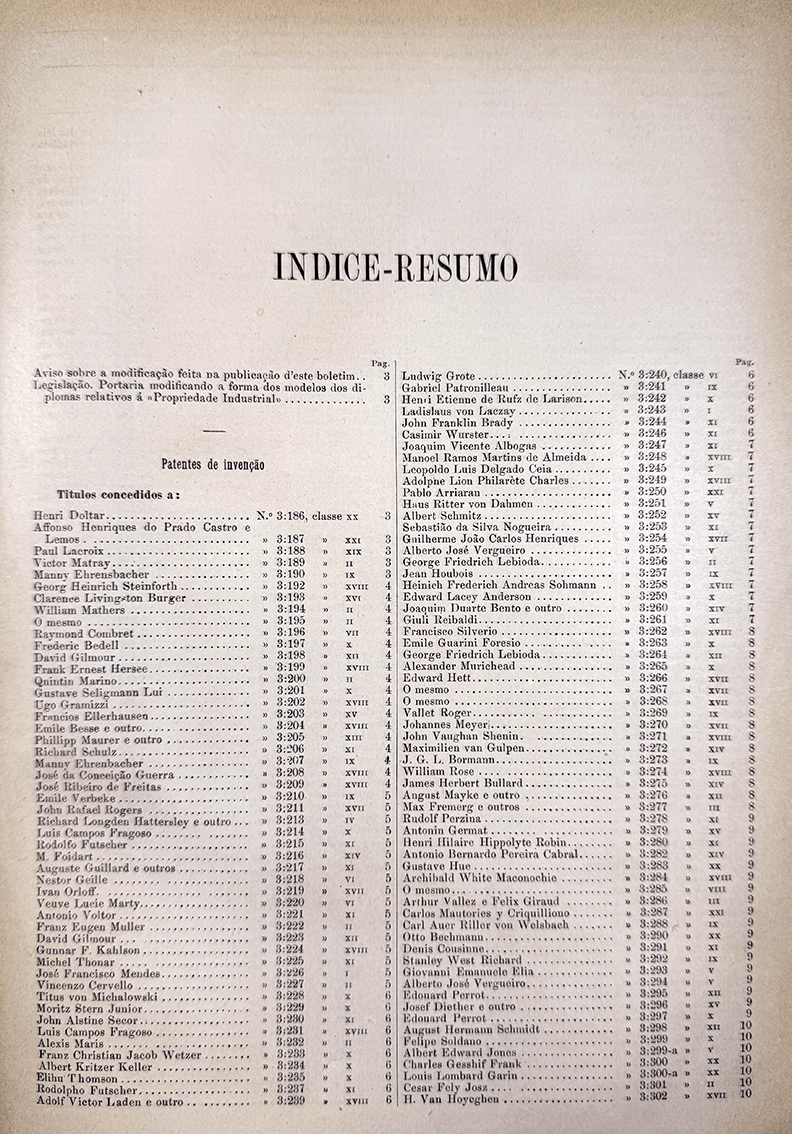 INDICE-RESUMO
Pag.
Aviso sobre a modificação feita na publicação d'este boletim.. 3
Legislação. Portaria modificando a forma dos modelos dos di-
plomas relativos á «Propriedade Industrial» .............. 3
Patentes de invenção
Titulos concedidos a:
Henri Doltar........................ N.º 3:186, classe xx 3
Affonso Henriques do Prado Castro e
Lemos . ........................ » 3:187 » xxi 3
Paul Lacroix ........................ » 3:188 » xix 3
Victor Matray........................ » 3:189 » ii 3
Manny Ehrensbacher ................ » 3:190 » ix 3
Georg Heinrich Steinforth............ » 3:192 » xviii 4
Clarence Livingston Burger .......... » 3:193 » xvi 4
William Mathers .................... » 3:194 » ii 4
O mesmo .......................... » 3:195 » ii 4
Raymond Combret .................. » 3:196 » vii 4
Frederic Bedell .................... » 3:197 » x 4
David Gilmour...................... » 3:198 » xii 4
Frank Ernest Hersee................ » 3:199 » xviii 4
Quintin Marino...................... » 3:200 » ii 4
Gustave Seligmann Lui .............. » 3:201 » x 4
Ugo Gramizzi ...................... » 3:202 » xviii 4
Francios Ellerhausen................ » 3:203 » xv 4
Emile Besse e outro.................. » 3:204 » xviii 4
Phillipp Maurer e outro .............. » 3:205 » xiii 4
Richard Schulz...................... » 3:206 » xi 4
Manny Ehrenbacher ................ » 3:207 » ix 4
José da Conceição Guerra ............ » 3:208 » xviii 4
José Ribeiro de Freitas .............. » 3:209 » xviii 4
Emile Verbeke ...................... » 3:210 » ix 5
John Rafael Rogers .................. » 3:211 » xvii 5
Richard Longden Hattersley e outro ... » 3:213 » iv 5
Luis Campos Fragoso ................ » 3:214 » x 5
Rodolfo Futscher.................... » 3:215 » xi 5
M. Foidart ........................ » 3:216 » xiv 5
Auguste Guillard e outros ............ » 3:217 » xi 5
Nestor Geille ...................... » 3:218 » vi 5
Ivan Orloff. ...................... » 3:219 » xvii 5
Veuve Lucie Marty.................. » 3:220 » vi 5
Antonio Voltor...................... » 3:221 » xi 5
Franz Eugen Muller ................ » 3:222 » ii 5
David Gilmour ...................... » 3:223 » xii 5
Gunnar F. Kahlson.................. » 3:224 » xviii 5
Michel Thonar ...................... » 3:225 » xi 5
José Francisco Mendes.............. » 3:226 » i 5
Vincenzo Cervello .................. » 3:227 » ii 5
Titus von Michalowski .............. » 3:228 » x 6
Moritz Stern Junior.................. » 3:229 » x 6
John Alstine Secor.................. » 3:230 » xi 6
Luis Campos Fragoso ................ » 3:231 » xviii 6
Alexis Maris ...................... » 3:232 » ii 6
Franz Christian Jacob Wetzer ........ » 3:233 » x 6
Albert Kritzer Keller ................ » 3:234 » x 6
Elihu Thomson ...................... » 3:235 » x 6
Rodolpho Futscher.................. » 3:237 » xi 6
Adolf Victor Laden e outro .......... » 3:239 » xviii 6
Pag.
Ludwig Grote ...................... N.º 3:240, classe vi 6
Gabriel Patronilleau ................ » 3:241 » ix 6
Henri Etienne de Rufz de Larison..... » 3:242 » x 6
Ladislaus von Laczay ................ » 3:243 » i 6
John Franklin Brady ................ » 3:244 » xi 6
Casimir Wurster.................... » 3:246 » xi 6
Joaquim Vicente Albogas ............ » 3:247 » xi 7
Manoel Ramos Martins de Almeida .... » 3:248 » xviii 7
Leopoldo Luis Delgado Ceia .......... » 3:245 » x 7
Adolphe Lion Philarète Charles ....... » 3:249 » xviii 7
Pablo Arriaran ...................... » 3:250 » xxi 7
Haus Ritter von Dahmen ............ » 3:251 » v 7
Albert Schmitz .................... » 3:252 » xv 7
Sebastião da Silva Nogueira .......... » 3:253 » xi 7
Guilherme João Carlos Henriques ..... » 3:254 » xvii 7
Alberto José Vergueiro .............. » 3:255 » v 7
George Friedrich Lebioda............ » 3:256 » ii 7
Jean Houbois ...................... » 3:257 » ix 7
Heinich Frederich Andreas Sohmann .. » 3:258 » xviii 7
Edward Lacey Anderson ............ » 3:259 » x 7
Joaquim Duarte Bento e outro ........ » 3:260 » xiv 7
Giuli Reibaldi...................... » 3:261 » xi 7
Francisco Silverio .................. » 3:262 » xviii 8
Emile Guarini Foresio ................ » 3:263 » x 8
George Friedrich Lebioda ............ » 3:264 » xii 8
Alexander Murichead ................ » 3:265 » x 8
Edward Hett........................ » 3:266 » xvii 8
O mesmo .......................... » 3:267 » xvii 8
O mesmo .......................... » 3:268 » xvii 8
Vallet Roger........................ » 3:269 » ix 8
Johannes Meyer.................... » 3:270 » xvii 8
John Vaughan Shenin. .............. » 3:271 » xviii 8
Maximilien van Gulpen.............. » 3:272 » xiv 8
J. G. L. Bormann.................... » 3:273 » ix 8
William Rose ...................... » 3:274 » xviii 8
James Herbert Bullard .............. » 3:275 » xiv 8
August Mayke e outro .............. » 3:276 » xii 8
Max Fremerg e outros .............. » 3:277 » iii 8
Rudolf Perzina .................... » 3:278 » xi 9
Antonin Germat .................... » 3:279 » xv 9
Henri Hilaire Hippolyte Robin........ » 3:280 » xi 9
Antonio Bernardo Pereira Cabral...... » 3:282 » xiv 9
Gustave Hue ...................... » 3:283 » xx 9
Archibald White Maconochie ........ » 3:284 » xviii 9
O mesmo.......................... » 3:285 » viii 9
Arthur Vallez e Felix Giraud ........ » 3:286 » iii 9
Carlos Mautories y Criquilliono ....... » 3:287 » xxi 9
Carl Auer Riller von Welsbach ....... » 3:288 » ix 9
Otto Bechmann.................... » 3:290 » xx 9
Denis Cousinne...................... » 3:291 » xi 9
Stanley West Richard .............. » 3:292 » ix 9
Giovanni Emanuele Elia ............ » 3:293 » v 9
Alberto José Vergueiro.............. » 3:294 » v 9
Edouard Perrot...................... » 3:295 » xii 9
Josef Diether e outro ................ » 3:296 » xv 9
Edouard Perrot .................... » 3:297 » x 9
August Hermann Schmidt ............ » 3:298 » xii 10
Felipe Soldano .................... » 3:299 » x 10
Albert Edward Jones ................ » 3:299-a » v 10
Charles Gesshif Frank .............. » 3:300 » xx 10
Louis Lombard Garin ................ » 3:300-a » xx 10
Cesar Fely Josz .................... » 3:301 » ii 10
H. Van Hoyeghen .................. » 3:302 » xvii 10